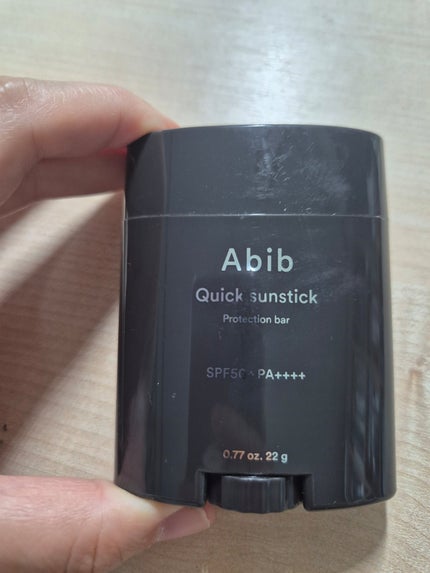 Abib
Quick sunstick
Protection bar
SPF50+ PA++++
0.77 oz. 22 g